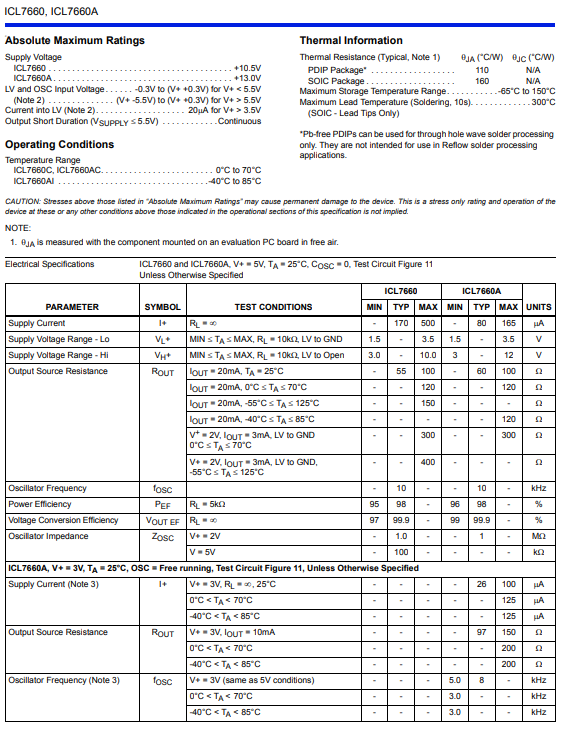 ICL7660, ICL7660A
Absolute Maximum Ratings
Supply Voltage
ICL7660 . . . . . . . . . . . . . . . . . . . . . . . . . . . . . . . . . . +10.5V
ICL7660A . . . . . . . . . . . . . . . . . . . . . . . . . . . . . . . . . +13.0V
LV and OSC Input Voltage . . . . . . -0.3V to (V+ +0.3V) for V+ < 5.5V
(Note 2) . . . . . . . . . . . . . (V+ -5.5V) to (V+ +0.3V) for V+ > 5.5V
Current into LV (Note 2) . . . . . . . . . . . . . . . . . . 20μA for V+ > 3.5V
Output Short Duration (VSUPPLY ≤ 5.5V) . . . . . . . . . . . . Continuous
Operating Conditions
Temperature Range
ICL7660C, ICL7660AC. . . . . . . . . . . . . . . . . . . . . . 0°C to 70°C
ICL7660AI . . . . . . . . . . . . . . . . . . . . . . . . . . . . -40°C to 85°C
Thermal Information
Thermal Resistance (Typical, Note 1) θJA (°C/W) θJC (°C/W)
PDIP Package* . . . . . . . . . . . . . . . . . 110 N/A
SOIC Package . . . . . . . . . . . . . . . . . . 160 N/A
Maximum Storage Temperature Range. . . . . . . . . . -65°C to 150°C
Maximum Lead Temperature (Soldering, 10s). . . . . . . . . . . . 300°C
(SOIC - Lead Tips Only)
*Pb-free PDIPs can be used for through hole wave solder processing
only. They are not intended for use in Reflow solder processing
applications.
CAUTION: Stresses above those listed in "Absolute Maximum Ratings" may cause permanent damage to the device. This is a stress only rating and operation of the
device at these or any other conditions above those indicated in the operational sections of this specification is not implied.
NOTE:
1. θJA is measured with the component mounted on an evaluation PC board in free air.
Electrical Specifications ICL7660 and ICL7660A, V+ = 5V, TA = 25°C, COSC = 0, Test Circuit Figure 11
Unless Otherwise Specified
ICL7660 ICL7660A
PARAMETER SYMBOL TEST CONDITIONS MIN TYP MAX MIN TYP MAX UNITS
Supply Current I+ RL = ∞ - 170 500 - 80 165 μA
Supply Voltage Range - Lo VL+ MIN ≤ TA ≤ MAX, RL = 10kΩ, LV to GND 1.5 - 3.5 1.5 - 3.5 V
Supply Voltage Range - Hi VH+ MIN ≤ TA ≤ MAX, RL = 10kΩ, LV to Open 3.0 - 10.0 3 - 12 V
Output Source Resistance ROUT IOUT = 20mA, TA = 25°C - 55 100 - 60 100 Ω
IOUT = 20mA, 0°C ≤ TA ≤ 70°C - - 120 - - 120 Ω
IOUT = 20mA, -55°C ≤ TA ≤ 125°C - - 150 - - - Ω
IOUT = 20mA, -40°C ≤ TA ≤ 85°C - - - - - 120 Ω
V+ = 2V, IOUT = 3mA, LV to GND - - 300 - - 300 Ω
0°C ≤ TA ≤ 70°C
V+ = 2V, IOUT = 3mA, LV to GND, - - 400 - - - Ω
-55°C ≤ TA ≤ 125°C
Oscillator Frequency fOSC - 10 - - 10 - kHz
Power Efficiency PEF RL = 5kΩ 95 98 - 96 98 - %
Voltage Conversion Efficiency VOUT EF RL = ∞ 97 99.9 - 99 99.9 - %
Oscillator Impedance ZOSC V+ = 2V - 1.0 - - 1 - MΩ
V = 5V - 100 - - - - kΩ
ICL7660A, V+ = 3V, TA = 25°C, OSC = Free running, Test Circuit Figure 11, Unless Otherwise Specified
Supply Current (Note 3) I+ V+ = 3V, RL = ∞, 25°C - - - - 26 100 μA
0°C < TA < 70°C - - - - - 125 μA
-40°C < TA < 85°C - - - - - 125 μA
Output Source Resistance ROUT V+ = 3V, IOUT = 10mA - - - - 97 150 Ω
0°C < TA < 70°C - - - - - 200 Ω
-40°C < TA < 85°C - - - - - 200 Ω
Oscillator Frequency (Note 3) fOSC V+ = 3V (same as 5V conditions) - - - 5.0 8 - kHz
0°C < TA < 70°C - - - 3.0 - - kHz
-40°C < TA < 85°C - - - 3.0 - - kHz